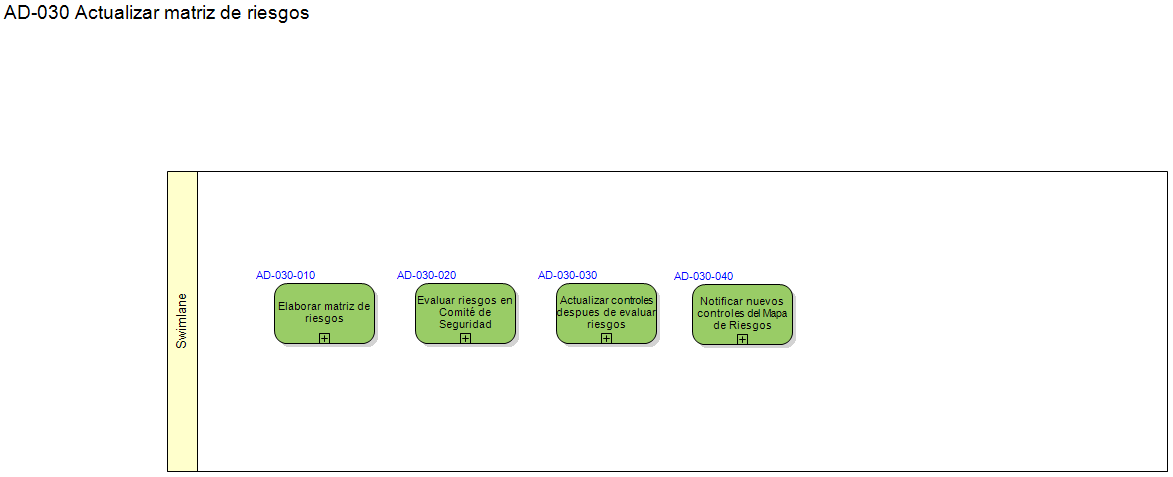 AD-030 Actualizar matriz de riesgos
Swimlane
AD-030-010
Elaborar matriz de
riesgos
AD-030-020
Evaluar riesgos en
Comité de
Seguridad
AD-030-030
Actualizar controles
despues de evaluar
riesgos
AD-030-040
Notificar nuevos
controles del Mapa
de Riesgos